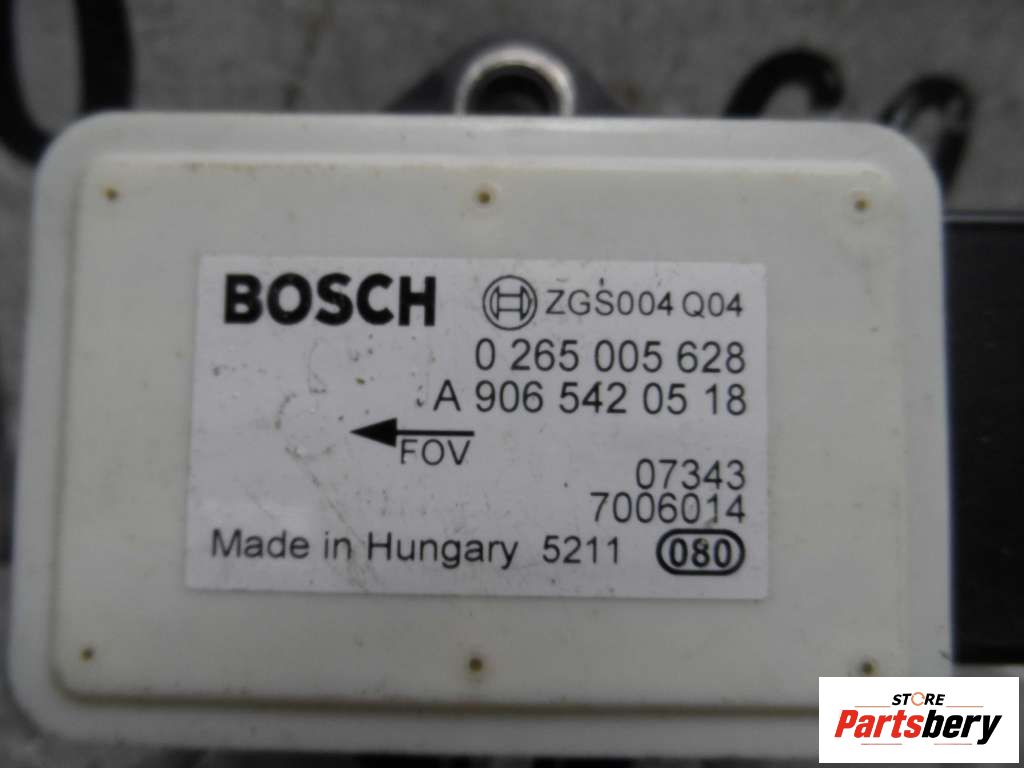 BOSCH ZGS004 Q04
0 265 005 628
A 906 542 05 18
FOV
07343
7006014
Made in Hungary 5211 080
STORE
Partsbery